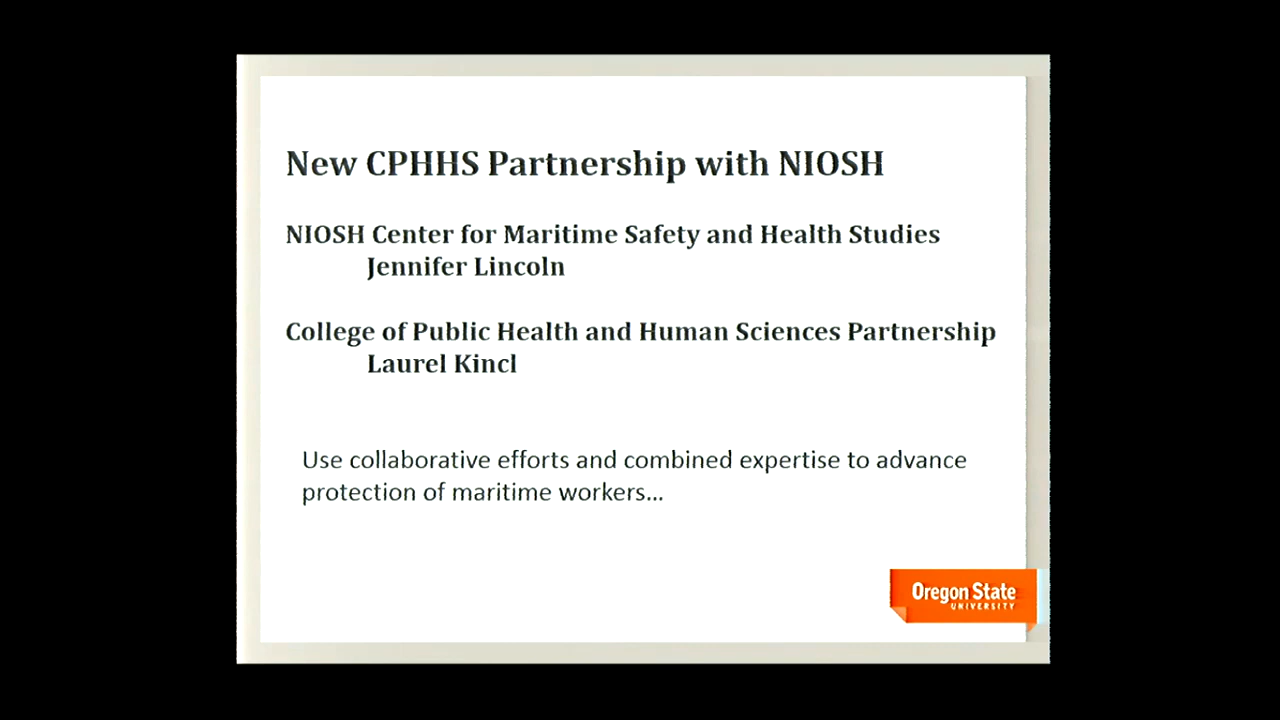 New CPHHS Partnership with NIOSH
NIOSH Center for Maritime Safety and Health Studies
Jennifer Lincoln
College of Public Health and Human Sciences Partnership
Laurel Kincl
Use collaborative efforts and combined expertise to advance
protection of maritime workers...
Oregon State
UNIVERSITY